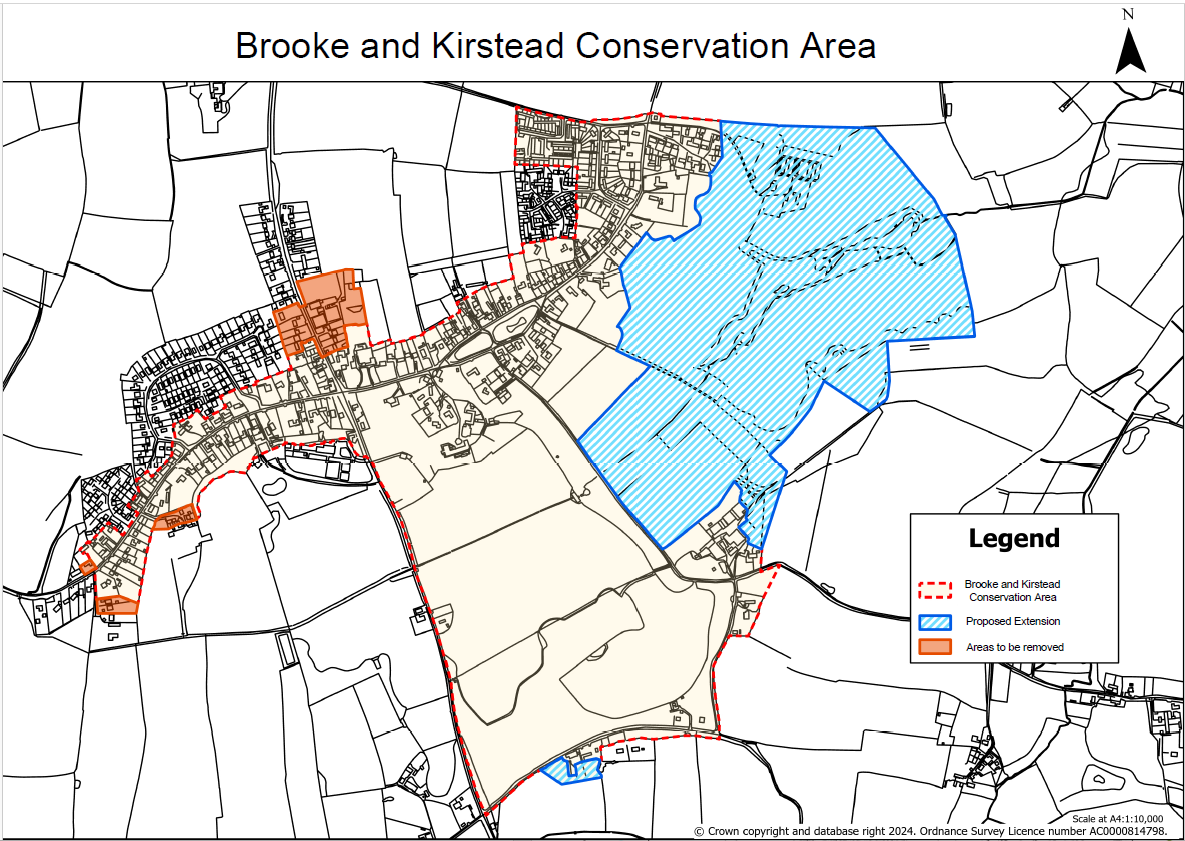 Brooke and Kirstead Conservation Area
N
Legend
Brooke and Kirstead
Conservation Area
Proposed Extension
Areas to be removed
Scale at A4:1:10,000
© Crown copyright and database right 2024. Ordnance Survey Licence number AC0000814798.